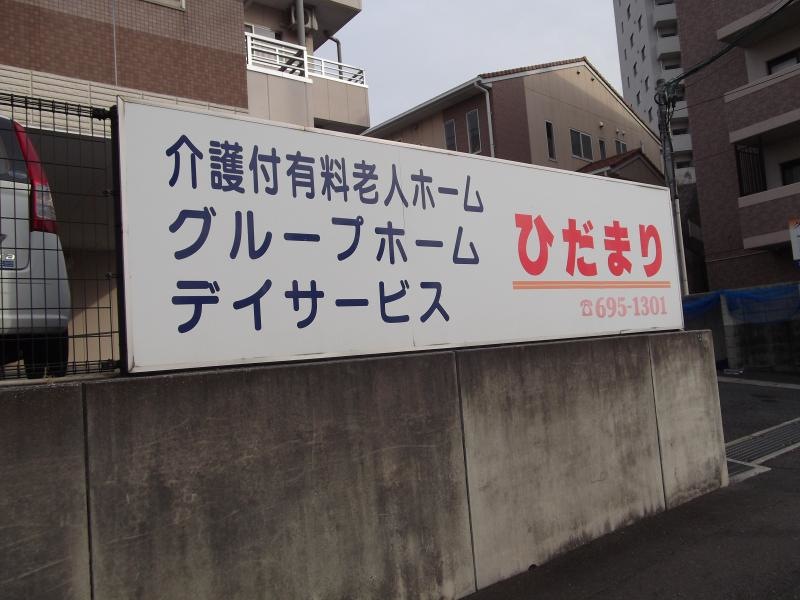 介護付有料老人ホーム
グループホーム
デイサービス
ひだまり
☎695-1301